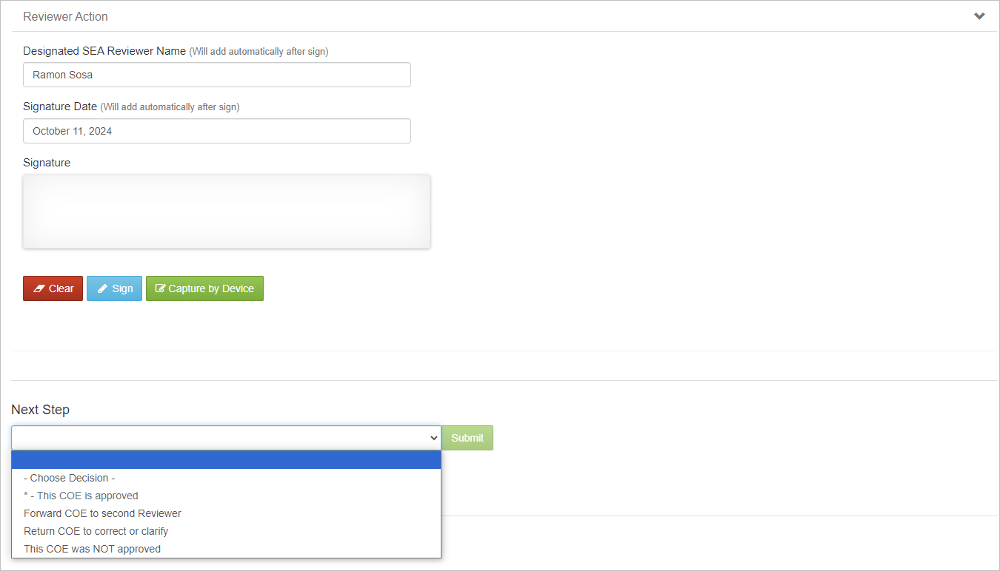 Reviewer Action
Designated SEA Reviewer Name (Will add automatically after sign)
Ramon Sosa
Signature Date (Will add automatically after sign)
October 11, 2024
Signature
Clear Sign Capture by Device
Next Step
Submit
- Choose Decision -
* - This COE is approved
Forward COE to second Reviewer
Return COE to correct or clarify
This COE was NOT approved